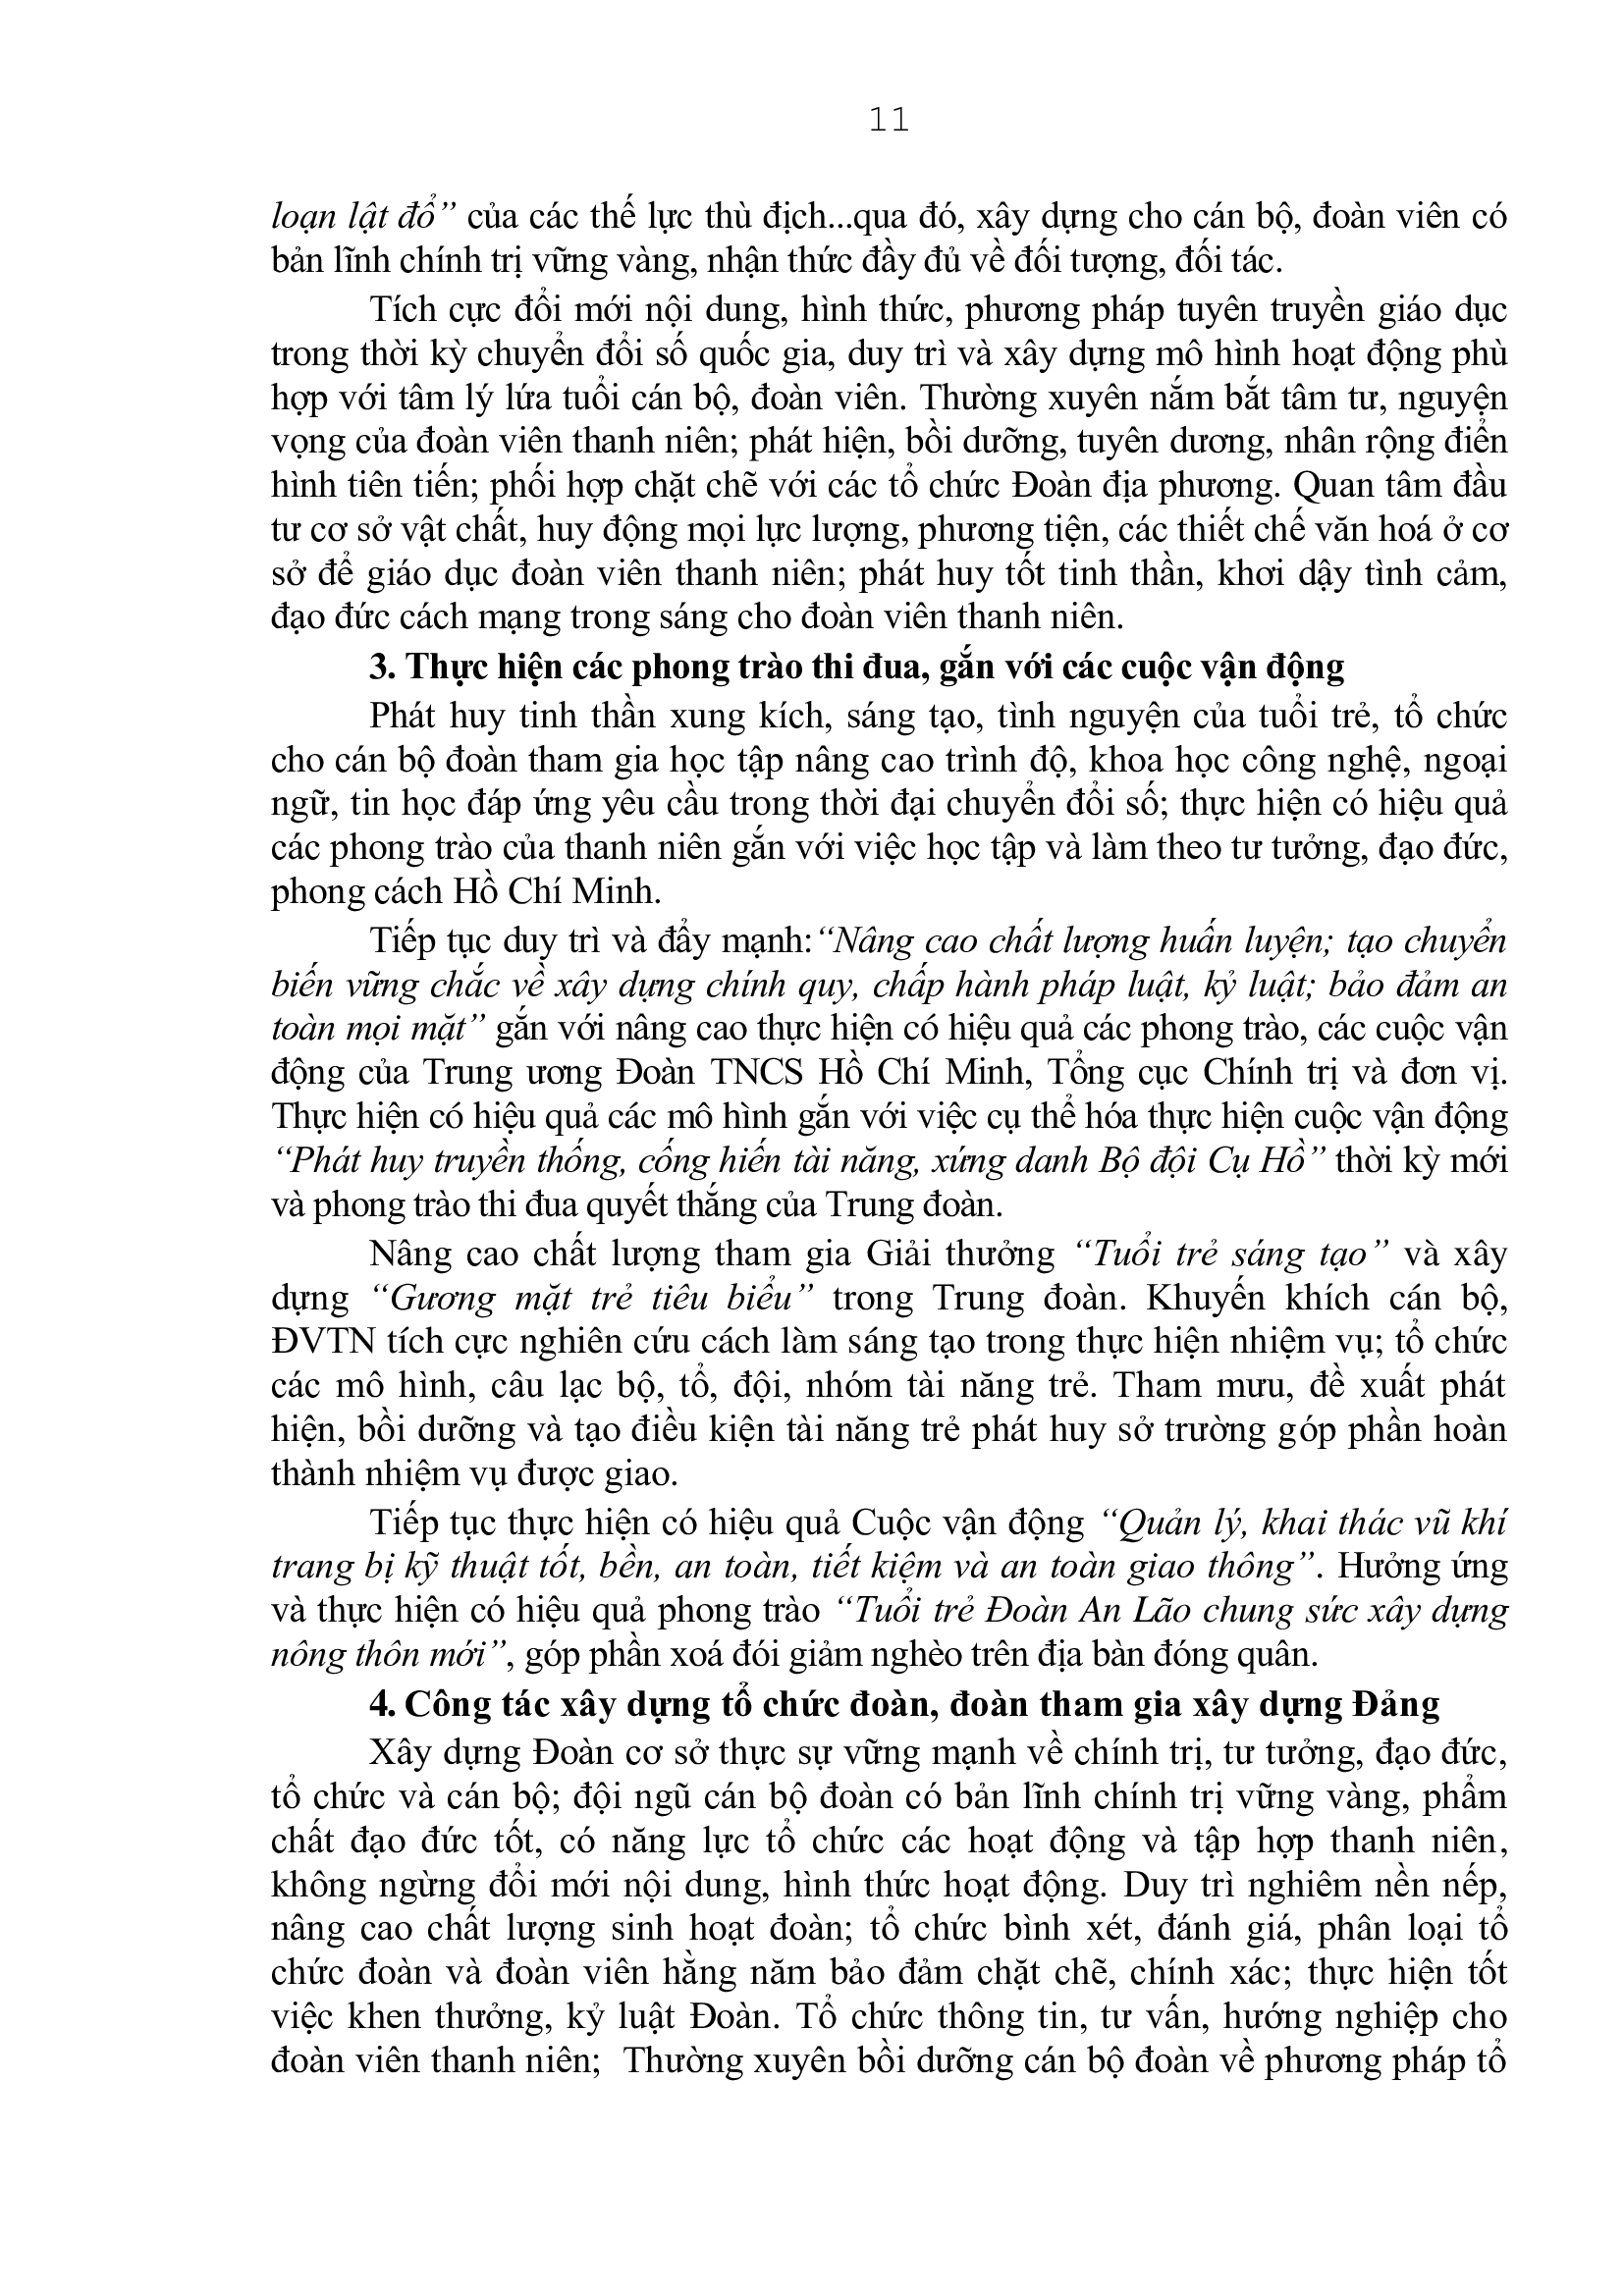 11
loạn lật đổ” của các thế lực thù địch...qua đó, xây dựng cho cán bộ, đoàn viên có
bản lĩnh chính trị vững vàng, nhận thức đầy đủ về đối tượng, đối tác.
Tích cực đổi mới nội dung, hình thức, phương pháp tuyên truyền giáo dục
trong thời kỳ chuyển đổi số quốc gia, duy trì và xây dựng mô hình hoạt động phù
hợp với tâm lý lứa tuổi cán bộ, đoàn viên. Thường xuyên nắm bắt tâm tư, nguyện
vọng của đoàn viên thanh niên; phát hiện, bồi dưỡng, tuyên dương, nhân rộng điển
hình tiên tiến; phối hợp chặt chẽ với các tổ chức Đoàn địa phương. Quan tâm đầu
tư cơ sở vật chất, huy động mọi lực lượng, phương tiện, các thiết chế văn hoá ở cơ
sở để giáo dục đoàn viên thanh niên; phát huy tốt tinh thần, khơi dậy tình cảm,
đạo đức cách mạng trong sáng cho đoàn viên thanh niên.
3. Thực hiện các phong trào thi đua, gắn với các cuộc vận động
Phát huy tinh thần xung kích, sáng tạo, tình nguyện của tuổi trẻ, tổ chức
cho cán bộ đoàn tham gia học tập nâng cao trình độ, khoa học công nghệ, ngoại
ngữ, tin học đáp ứng yêu cầu trong thời đại chuyển đổi số; thực hiện có hiệu quả
các phong trào của thanh niên gắn với việc học tập và làm theo tư tưởng, đạo đức,
phong cách Hồ Chí Minh.
Tiếp tục duy trì và đẩy mạnh:“Nâng cao chất lượng huấn luyện; tạo chuyển
biến vững chắc về xây dựng chính quy, chấp hành pháp luật, kỷ luật; bảo đảm an
toàn mọi mặt” gắn với nâng cao thực hiện có hiệu quả các phong trào, các cuộc vận
động của Trung ương Đoàn TNCS Hồ Chí Minh, Tổng cục Chính trị và đơn vị.
Thực hiện có hiệu quả các mô hình gắn với việc cụ thể hóa thực hiện cuộc vận động
“Phát huy truyền thống, cống hiến tài năng, xứng danh Bộ đội Cụ Hồ” thời kỳ mới
và phong trào thi đua quyết thắng của Trung đoàn.
Nâng cao chất lượng tham gia Giải thưởng “Tuổi trẻ sáng tạo” và xây
dựng “Gương mặt trẻ tiêu biểu” trong Trung đoàn. Khuyến khích cán bộ,
ĐVTN tích cực nghiên cứu cách làm sáng tạo trong thực hiện nhiệm vụ; tổ chức
các mô hình, câu lạc bộ, tổ, đội, nhóm tài năng trẻ. Tham mưu, đề xuất phát
hiện, bồi dưỡng và tạo điều kiện tài năng trẻ phát huy sở trường góp phần hoàn
thành nhiệm vụ được giao.
Tiếp tục thực hiện có hiệu quả Cuộc vận động “Quản lý, khai thác vũ khí
trang bị kỹ thuật tốt, bền, an toàn, tiết kiệm và an toàn giao thông”. Hưởng ứng
và thực hiện có hiệu quả phong trào “Tuổi trẻ Đoàn An Lão chung sức xây dựng
nông thôn mới”, góp phần xoá đói giảm nghèo trên địa bàn đóng quân.
4. Công tác xây dựng tổ chức đoàn, đoàn tham gia xây dựng Đảng
Xây dựng Đoàn cơ sở thực sự vững mạnh về chính trị, tư tưởng, đạo đức,
tổ chức và cán bộ; đội ngũ cán bộ đoàn có bản lĩnh chính trị vững vàng, phẩm
chất đạo đức tốt, có năng lực tổ chức các hoạt động và tập hợp thanh niên,
không ngừng đổi mới nội dung, hình thức hoạt động. Duy trì nghiêm nền nếp,
nâng cao chất lượng sinh hoạt đoàn; tổ chức bình xét, đánh giá, phân loại tổ
chức đoàn và đoàn viên hằng năm bảo đảm chặt chẽ, chính xác; thực hiện tốt
việc khen thưởng, kỷ luật Đoàn. Tổ chức thông tin, tư vấn, hướng nghiệp cho
đoàn viên thanh niên;  Thường xuyên bồi dưỡng cán bộ đoàn về phương pháp tổ